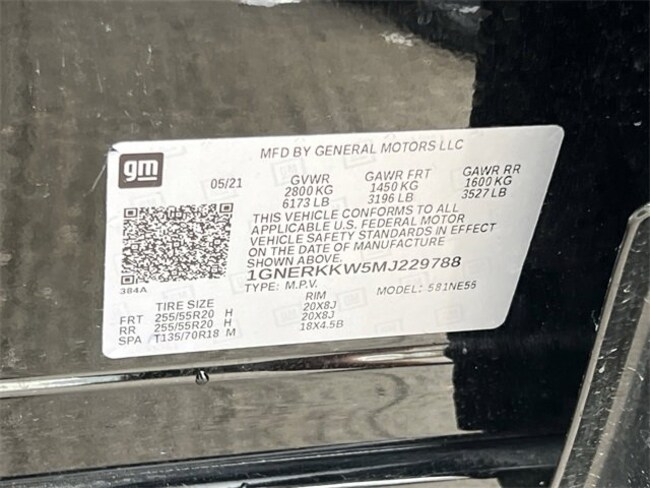 gm
MFD BY GENERAL MOTORS LLC
05/21
GVWR GAWR FRT GAWR RR
2800 KG 1450 KG 1600 KG
6173 LB 3196 LB 3527 LB
THIS VEHICLE CONFORMS TO ALL
APPLICABLE U.S. FEDERAL MOTOR
VEHICLE SAFETY STANDARDS IN EFFECT
ON THE DATE OF MANUFACTURE
SHOWN ABOVE.
1GNERKKW5MJ229788
384A
TYPE: M.P.V. MODEL: 581NE56
TIRE SIZE RIM
FRT 255/55R20 H 20X8J
RR 255/55R20 H 20X8J
SPA T135/70R18 M 18X4.5B